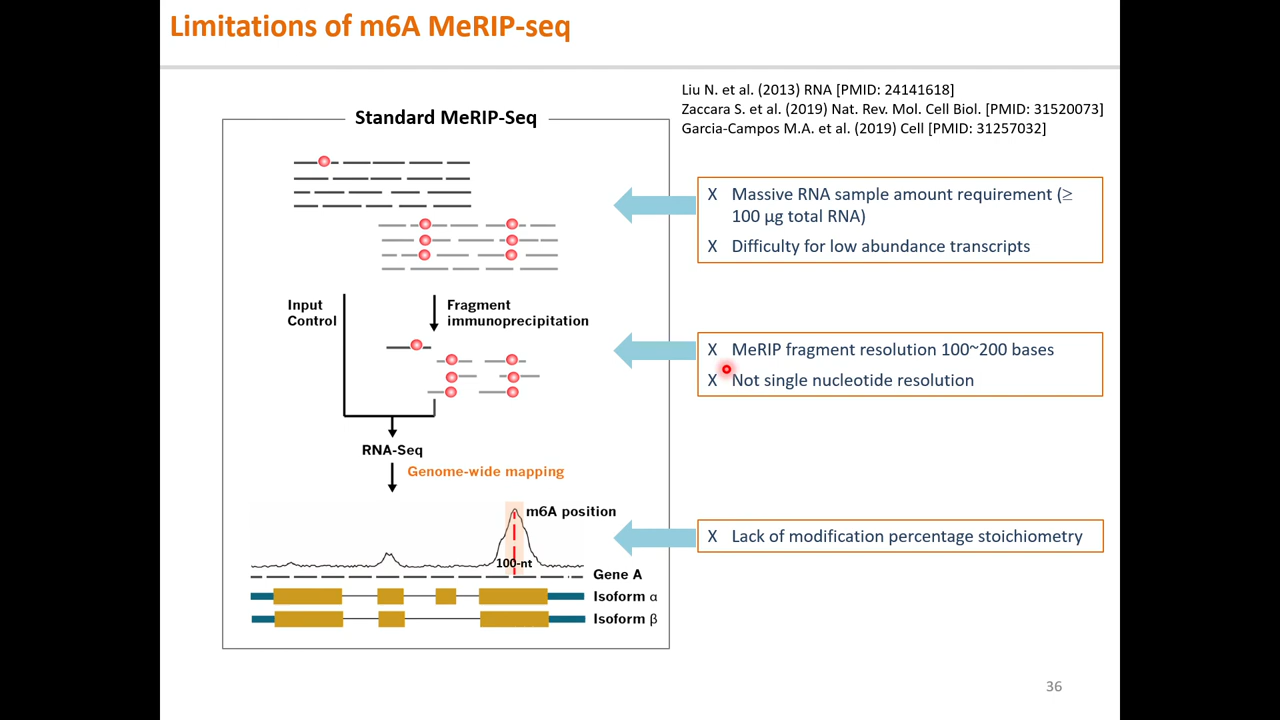 Limitations of m6A MeRIP-seq
Liu N. et al. (2013) RNA [PMID: 24141618]
Zaccara S. et al. (2019) Nat. Rev. Mol. Cell Biol. [PMID: 31520073]
Garcia-Campos M.A. et al. (2019) Cell [PMID: 31257032]
Standard MeRIP-Seq
X Massive RNA sample amount requirement (≥
100 µg total RNA)
X Difficulty for low abundance transcripts
Input
Control
Fragment
immunoprecipitation
X MeRIP fragment resolution 100~200 bases
X Not single nucleotide resolution
RNA-Seq
Genome-wide mapping
m6A position
X Lack of modification percentage stoichiometry
100-nt
Gene A
Isoform α
Isoform β
36